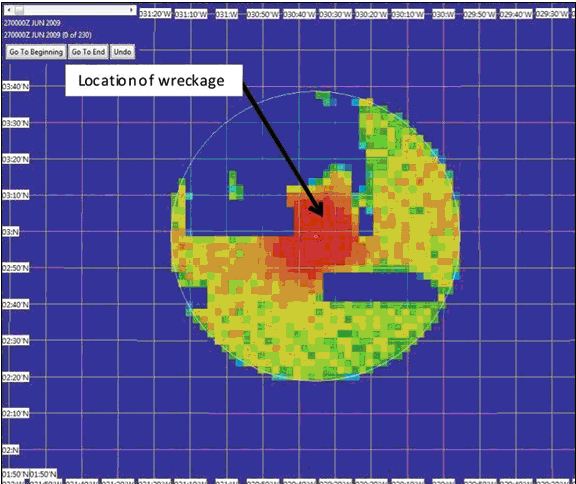 031:20'W 031:10'W 031:W 030:50'W 030:40'W 030:30'W 030:20'W 030:10'W 030:W 029:50'W 029:40'W 029:30'W
270000Z JUN 2009
270000Z JUN 2009 (0 of 230)
Go To Beginning Go To End Undo
Location of wreckage
03:40'N
03:30'N
03:20'N
03:10'N
03:N
02:50'N
02:40'N
02:30'N
02:20'N
02:10'N
02:N
01:50'N 01:50'N